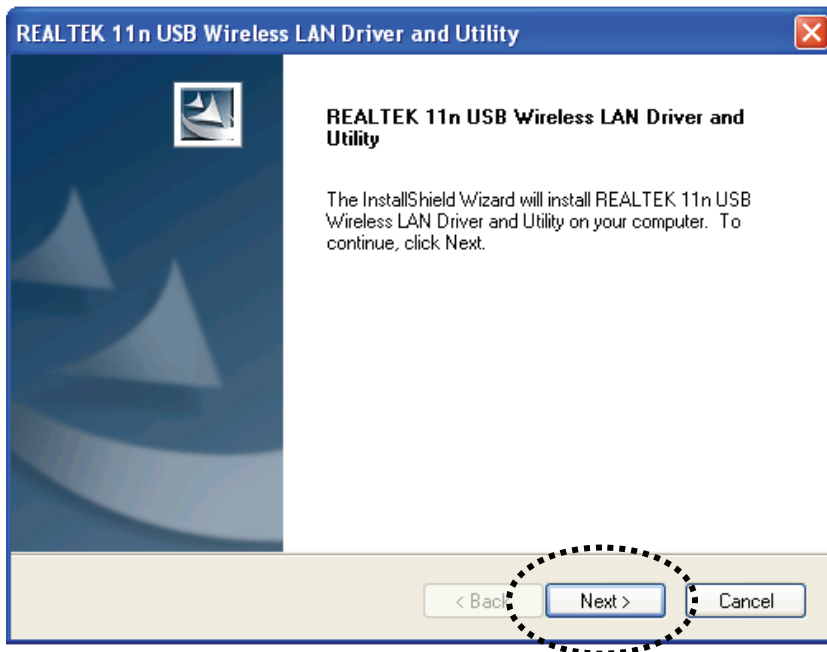 REALTEK 11n USB Wireless LAN Driver and Utility
REALTEK 11n USB Wireless LAN Driver and
Utility
The InstallShield Wizard will install REALTEK 11n USB
Wireless LAN Driver and Utility on your computer. To
continue, click Next.
< Back
Next >
Cancel